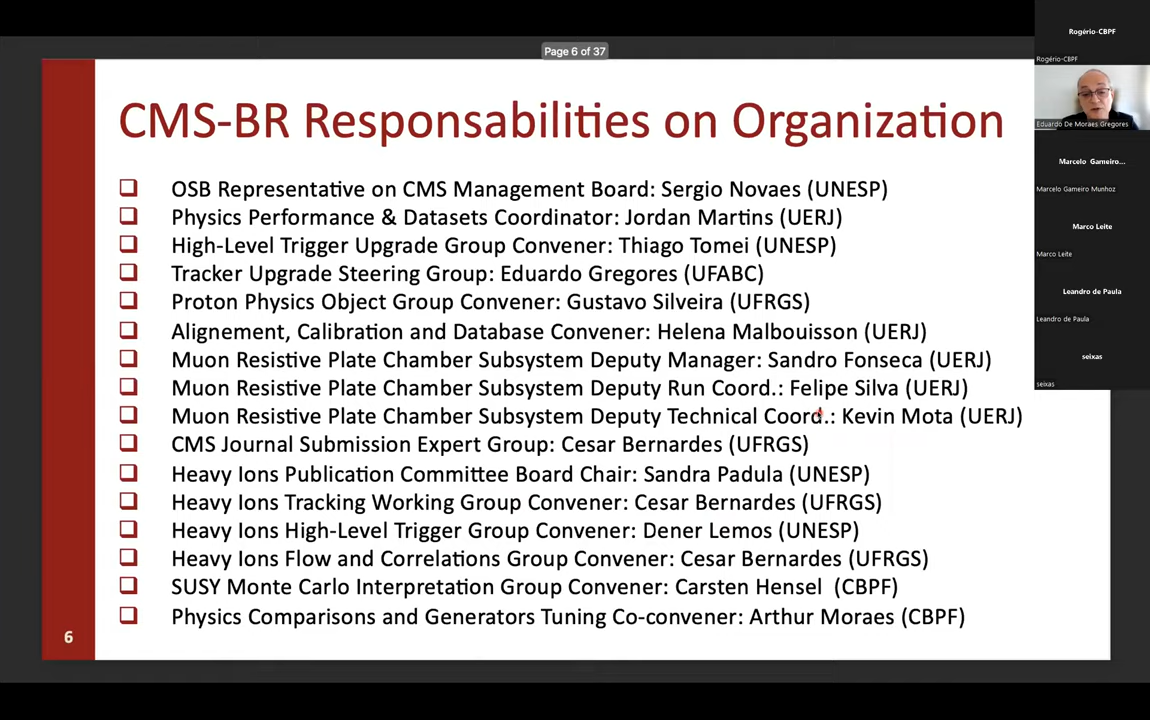 Page 6 of 37
CMS-BR Responsabilities on Organization
OSB Representative on CMS Management Board: Sergio Novaes (UNESP)
Physics Performance & Datasets Coordinator: Jordan Martins (UERJ)
High-Level Trigger Upgrade Group Convener: Thiago Tomei (UNESP)
Tracker Upgrade Steering Group: Eduardo Gregores (UFABC)
Proton Physics Object Group Convener: Gustavo Silveira (UFRGS)
Alignement, Calibration and Database Convener: Helena Malbouisson (UERJ)
Muon Resistive Plate Chamber Subsystem Deputy Manager: Sandro Fonseca (UERJ)
Muon Resistive Plate Chamber Subsystem Deputy Run Coord.: Felipe Silva (UERJ)
Muon Resistive Plate Chamber Subsystem Deputy Technical Coord.: Kevin Mota (UERJ)
CMS Journal Submission Expert Group: Cesar Bernardes (UFRGS)
Heavy Ions Publication Committee Board Chair: Sandra Padula (UNESP)
Heavy Ions Tracking Working Group Convener: Cesar Bernardes (UFRGS)
Heavy Ions High-Level Trigger Group Convener: Dener Lemos (UNESP)
Heavy Ions Flow and Correlations Group Convener: Cesar Bernardes (UFRGS)
SUSY Monte Carlo Interpretation Group Convener: Carsten Hensel (CBPF)
Physics Comparisons and Generators Tuning Co-convener: Arthur Moraes (CBPF)
6
Rogério-CBPF
Rogério-CBPF
Eduardo De Moraes Gregores
Marcelo Gameiro...
Marcelo Gameiro Munhoz
Marco Leite
Marco Leite
Leandro de Paula
Leandro de Paula
seixas
seixas